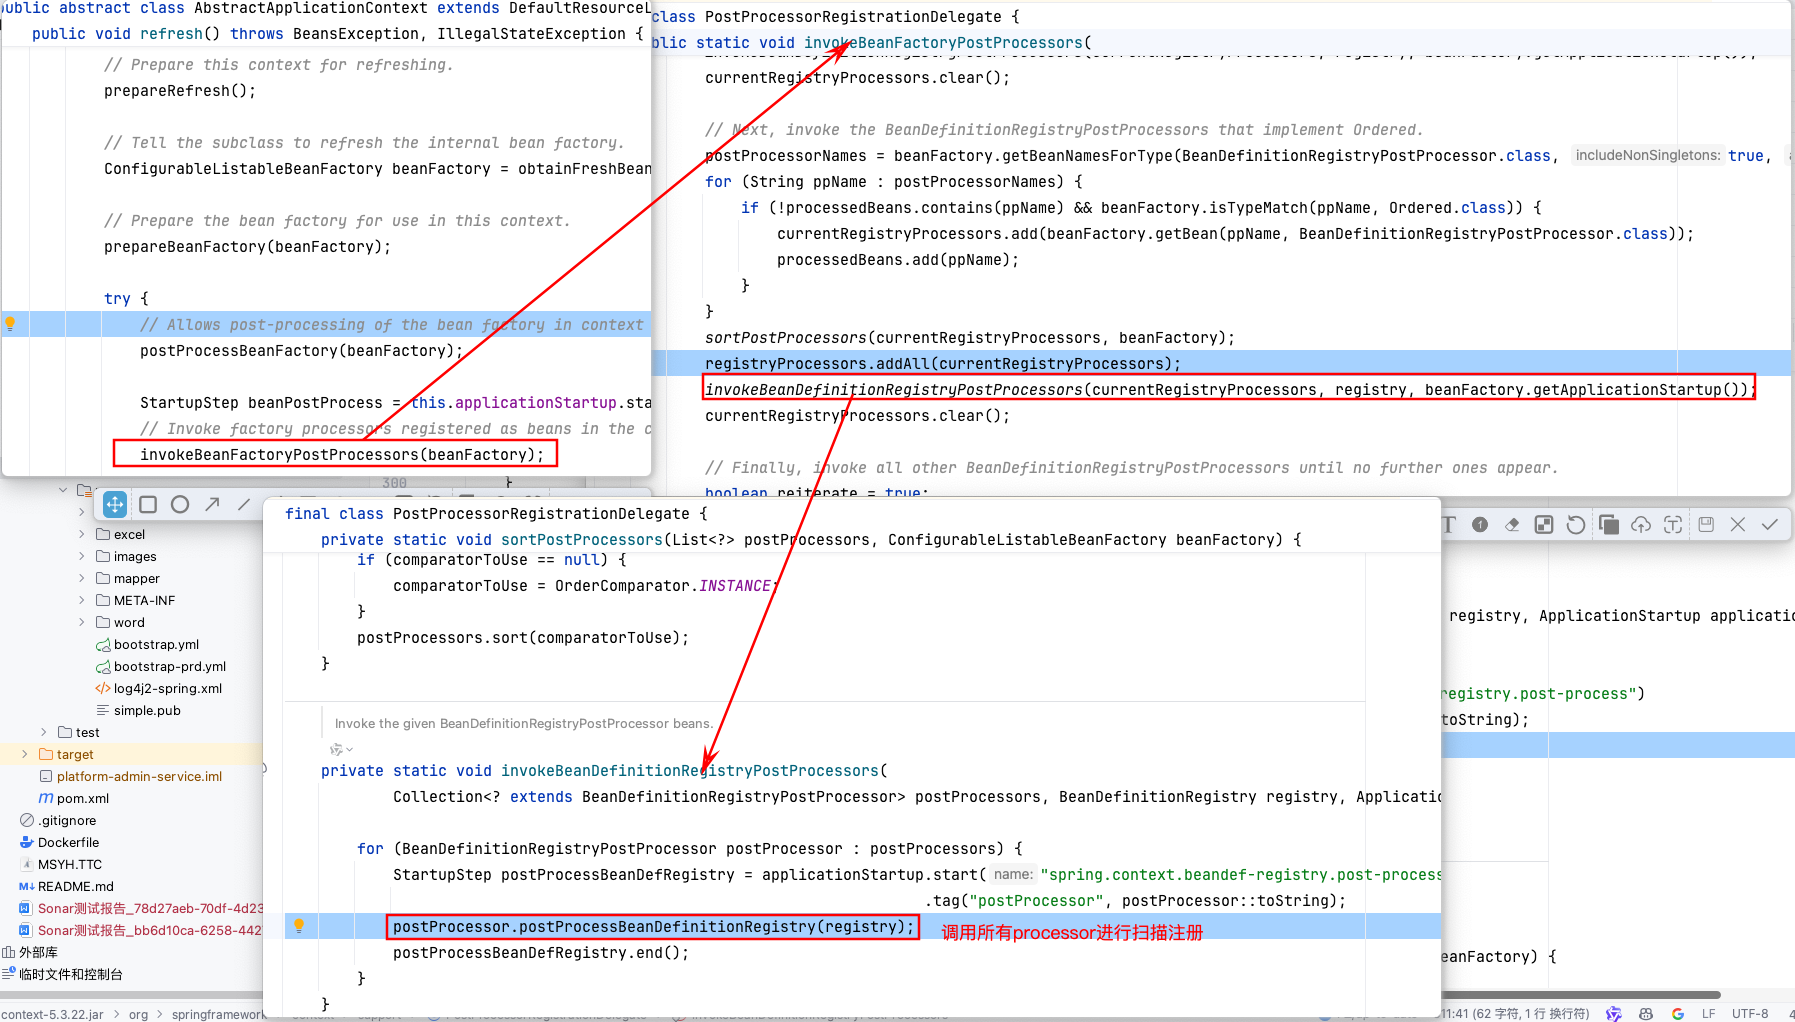 public abstract class AbstractApplicationContext extends DefaultResourceL
public void refresh() throws BeansException, IllegalStateException {
// Prepare this context for refreshing.
prepareRefresh();
// Tell the subclass to refresh the internal bean factory.
ConfigurableListableBeanFactory beanFactory = obtainFreshBean
// Prepare the bean factory for use in this context.
prepareBeanFactory(beanFactory);
try {
// Allows post-processing of the bean factory in context
postProcessBeanFactory(beanFactory);
StartupStep beanPostProcess = this.applicationStartup.sta
// Invoke factory processors registered as beans in the c
invokeBeanFactoryPostProcessors(beanFactory);
class PostProcessorRegistrationDelegate {
blic static void invokeBeanFactoryPostProcessors(
currentRegistryProcessors.clear();
// Next, invoke the BeanDefinitionRegistryPostProcessors that implement Ordered.
postProcessorNames = beanFactory.getBeanNamesForType(BeanDefinitionRegistryPostProcessor.class, includeNonSingletons: true,
for (String ppName : postProcessorNames) {
if (!processedBeans.contains(ppName) && beanFactory.isTypeMatch(ppName, Ordered.class)) {
currentRegistryProcessors.add(beanFactory.getBean(ppName, BeanDefinitionRegistryPostProcessor.class));
processedBeans.add(ppName);
}
}
sortPostProcessors(currentRegistryProcessors, beanFactory);
registryProcessors.addAll(currentRegistryProcessors);
invokeBeanDefinitionRegistryPostProcessors(currentRegistryProcessors, registry, beanFactory.getApplicationStartup());
currentRegistryProcessors.clear();
// Finally, invoke all other BeanDefinitionRegistryPostProcessors until no further ones appear.
boolean reiterate = true;
300 }
excel
images
mapper
META-INF
word
bootstrap.yml
bootstrap-prd.yml
log4j2-spring.xml
simple.pub
test
target
platform-admin-service.iml
pom.xml
.gitignore
Dockerfile
MSYH.TTC
README.md
Sonar测试报告_78d27aeb-70df-4d23
Sonar测试报告_bb6d10ca-6258-442
外部库
临时文件和控制台
final class PostProcessorRegistrationDelegate {
private static void sortPostProcessors(List<?> postProcessors, ConfigurableListableBeanFactory beanFactory) {
if (comparatorToUse == null) {
comparatorToUse = OrderComparator.INSTANCE;
}
postProcessors.sort(comparatorToUse);
}
Invoke the given BeanDefinitionRegistryPostProcessor beans.
private static void invokeBeanDefinitionRegistryPostProcessors(
Collection<? extends BeanDefinitionRegistryPostProcessor> postProcessors, BeanDefinitionRegistry registry, Applicatio
for (BeanDefinitionRegistryPostProcessor postProcessor : postProcessors) {
StartupStep postProcessBeanDefRegistry = applicationStartup.start( name: "spring.context.beandef-registry.post-process
.tag("postProcessor", postProcessor::toString);
postProcessor.postProcessBeanDefinitionRegistry(registry); 调用所有processor进行扫描注册
postProcessBeanDefRegistry.end();
}
}
registry, ApplicationStartup application
registry.post-process")
toString);
eanFactory) {
context-5.3.22.jar > org > springframework
11:41 (62 字符, 1 行 换行符) LF UTF-8 4